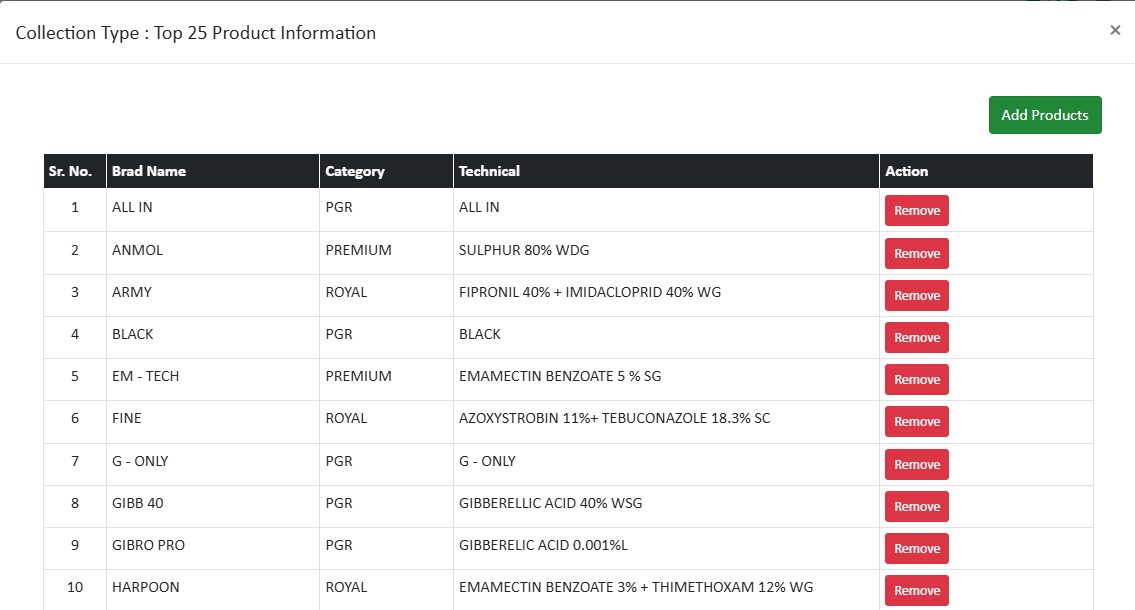 Collection Type : Top 25 Product Information ×
Add Products
Sr. No. Brad Name Category Technical Action
1 ALL IN PGR ALL IN Remove
2 ANMOL PREMIUM SULPHUR 80% WDG Remove
3 ARMY ROYAL FIPRONIL 40% + IMIDACLOPRID 40% WG Remove
4 BLACK PGR BLACK Remove
5 EM - TECH PREMIUM EMAMECTIN BENZOATE 5 % SG Remove
6 FINE ROYAL AZOXYSTROBIN 11%+ TEBUCONAZOLE 18.3% SC Remove
7 G - ONLY PGR G - ONLY Remove
8 GIBB 40 PGR GIBBERELLIC ACID 40% WSG Remove
9 GIBRO PRO PGR GIBBERELIC ACID 0.001%L Remove
10 HARPOON ROYAL EMAMECTIN BENZOATE 3% + THIMETHOXAM 12% WG Remove